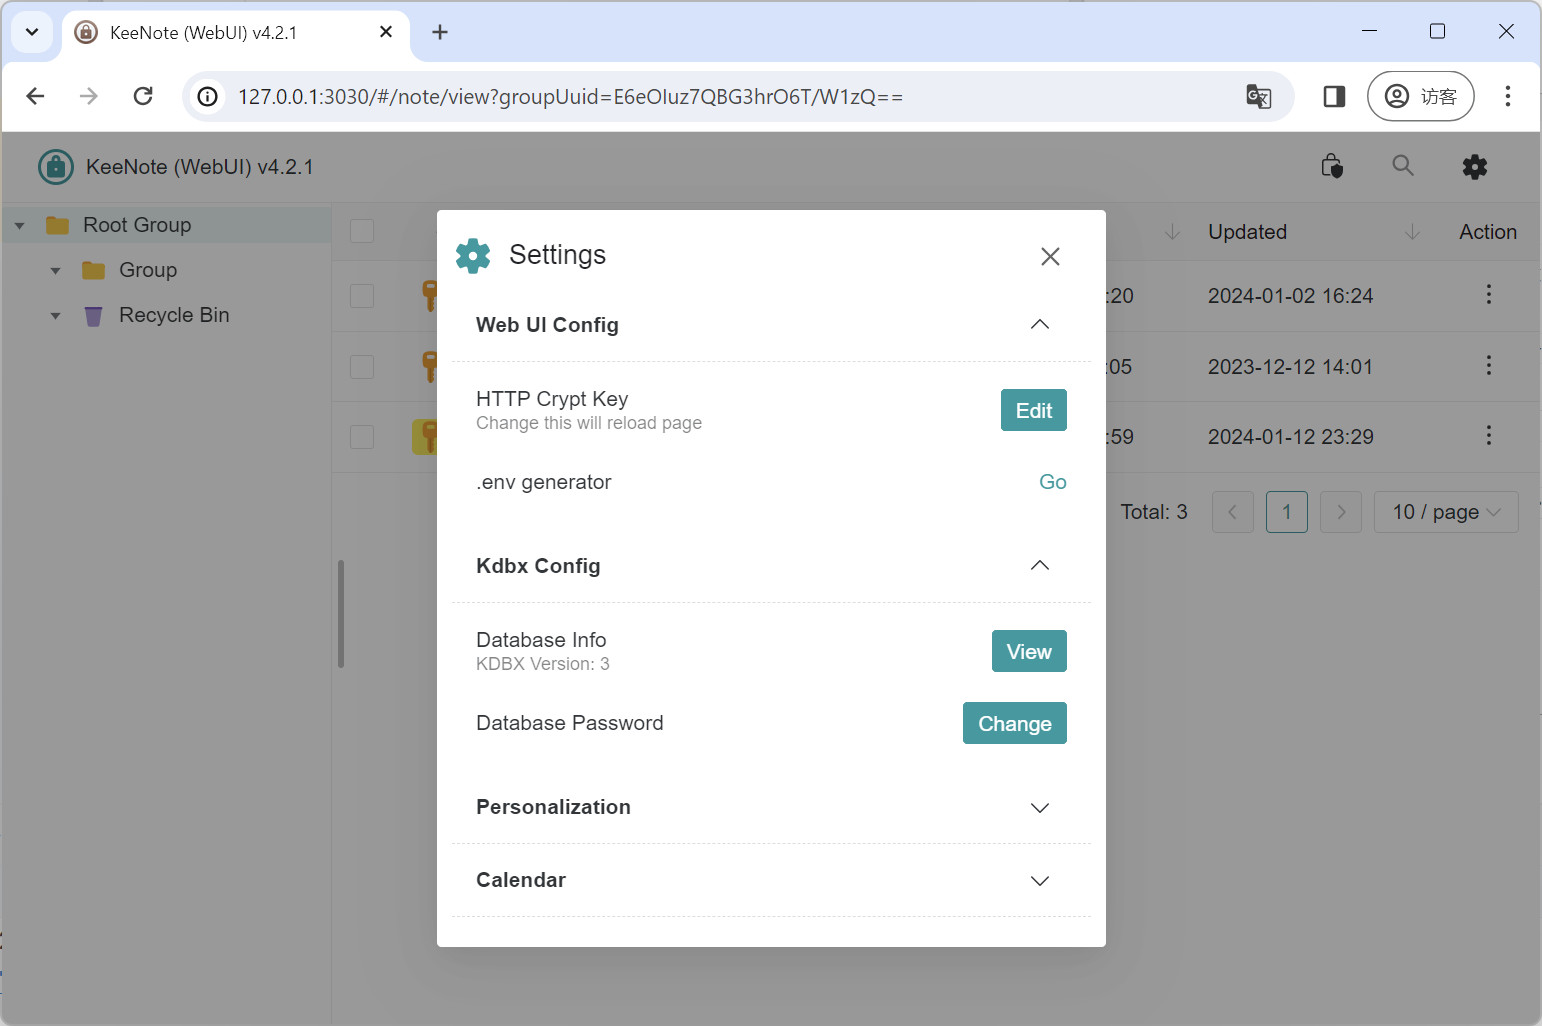 KeeNote (WebUI) v4.2.1
127.0.0.1:3030/#/note/view?groupUuid=E6eOIuz7QBG3hrO6T/W1zQ==
访客
KeeNote (WebUI) v4.2.1
Root Group
Group
Recycle Bin
Updated
Action
:20
2024-01-02 16:24
:05
2023-12-12 14:01
:59
2024-01-12 23:29
Total: 3
1
10 / page
Settings
Web UI Config
HTTP Crypt Key
Change this will reload page
Edit
.env generator
Go
Kdbx Config
Database Info
KDBX Version: 3
View
Database Password
Change
Personalization
Calendar